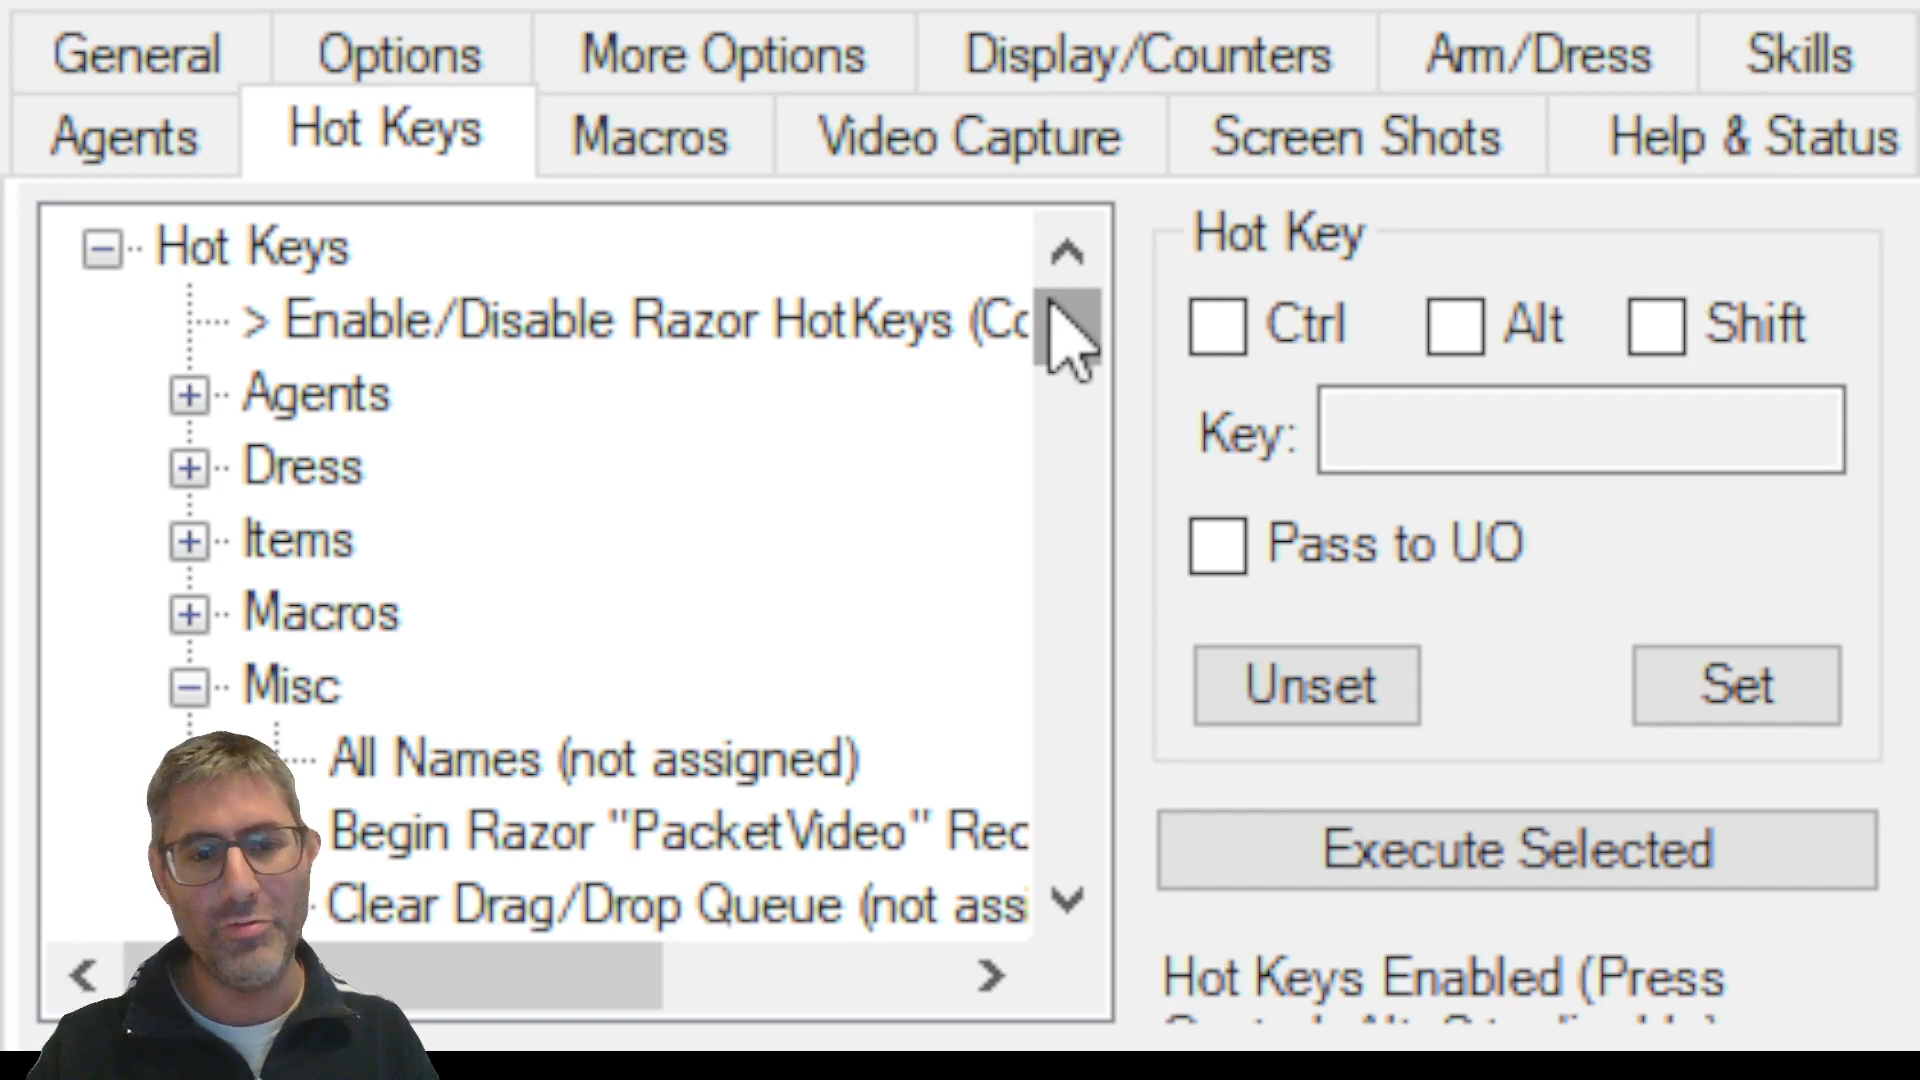 General Options More Options Display/Counters Arm/Dress Skills
Agents Hot Keys Macros Video Capture Screen Shots Help & Status
Hot Keys
> Enable/Disable Razor HotKeys (Co
Agents
Dress
Items
Macros
Misc
All Names (not assigned)
Begin Razor "PacketVideo" Rec
Clear Drag/Drop Queue (not assi
Hot Key
Ctrl Alt Shift
Key:
Pass to UO
Unset Set
Execute Selected
Hot Keys Enabled (Press